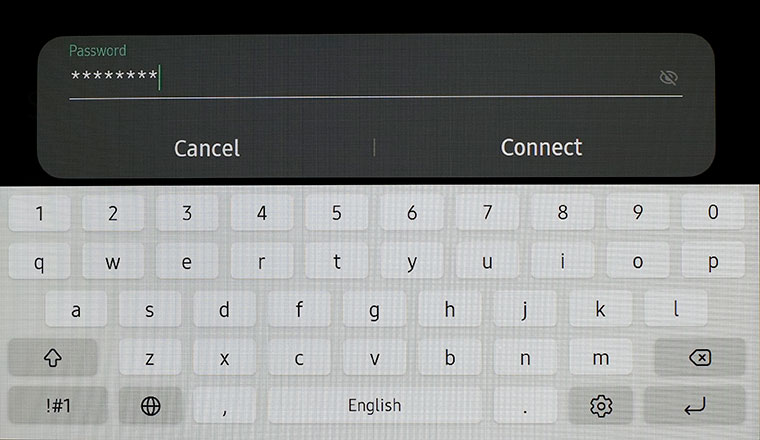 Password
********
Cancel | Connect
1 2 3 4 5 6 7 8 9 0
q w e r t y u i o p
a s d f g h j k l
z x c v b n m
!#1 , English .